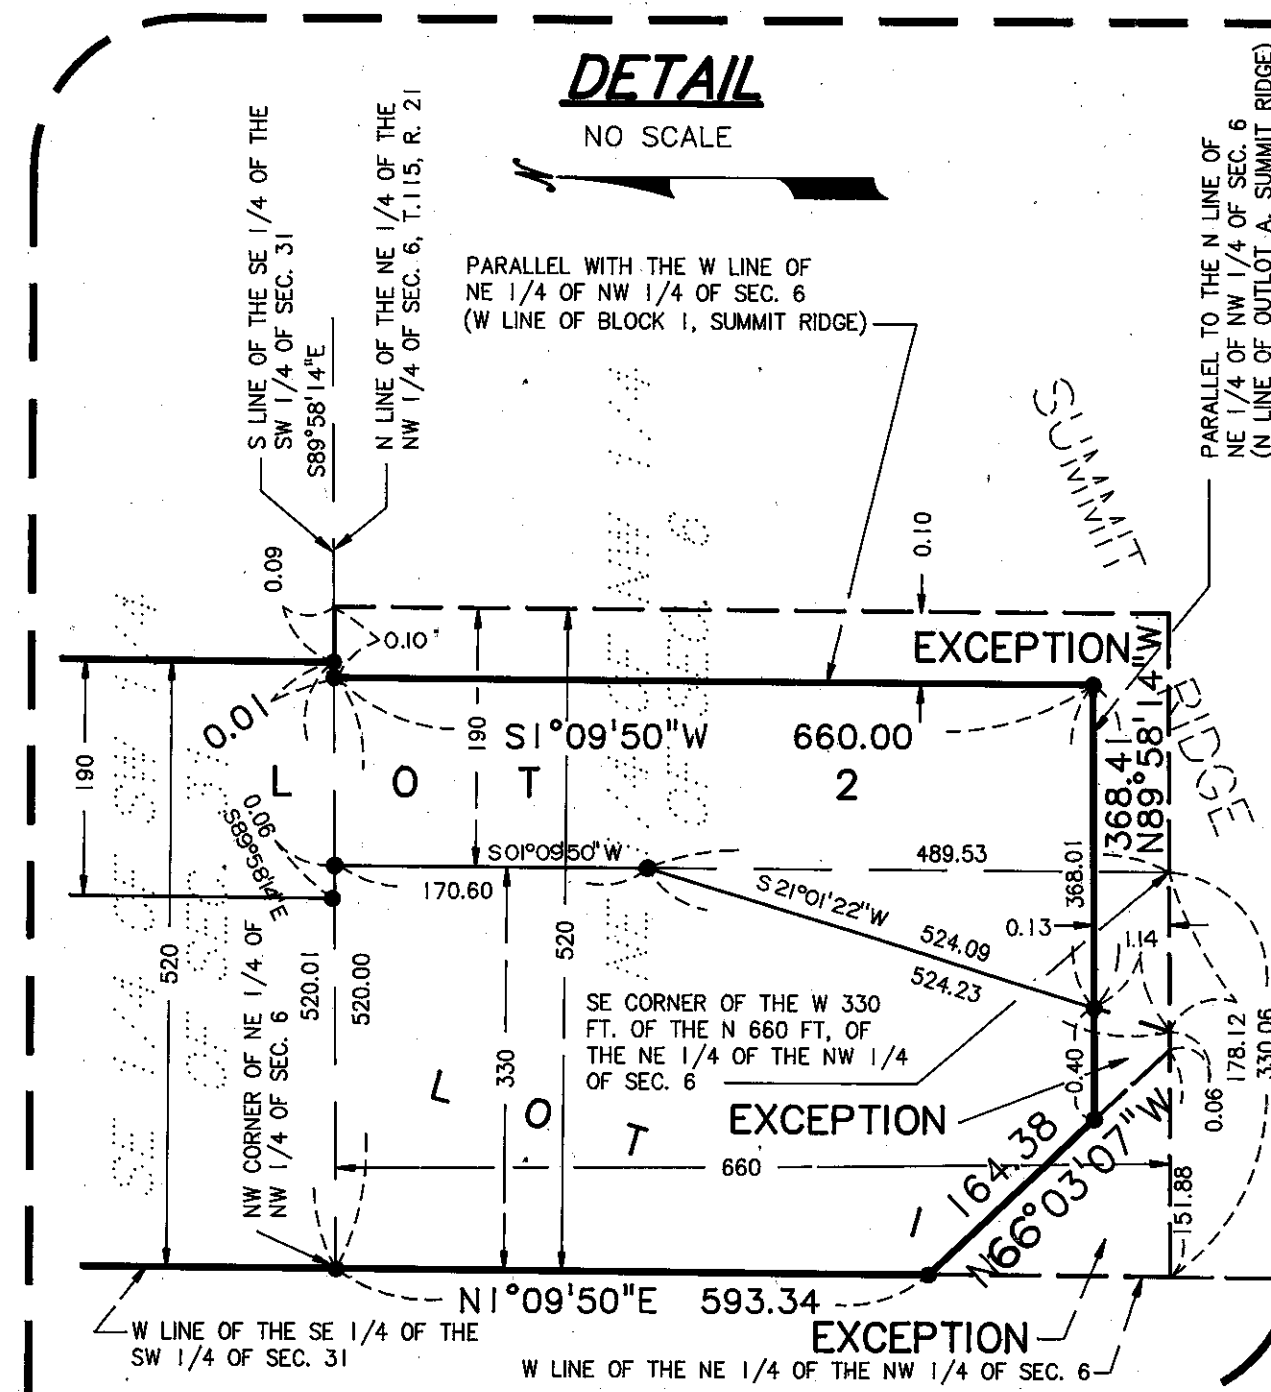 DETAIL
NO SCALE
N
S LINE OF THE SE 1/4 OF THE
SW 1/4 OF SEC. 31
S89°58'14"E
N LINE OF THE NE 1/4 OF THE
NW 1/4 OF SEC. 6, T.115, R. 21
PARALLEL WITH THE W LINE OF
NE 1/4 OF NW 1/4 OF SEC. 6
(W LINE OF BLOCK 1, SUMMIT RIDGE)
PARALLEL TO THE N LINE OF
NE 1/4 OF NW 1/4 OF SEC. 6
(N LINE OF OUTLOT A, SUMMIT RIDGE)
SUMMIT
RIDGE
0.09
0.10
0.10
EXCEPTION
0.01
S1°09'50"W
660.00
190
190
LOT 2
368.41
N89°58'14"W
0.06
S89°58'14"E
S01°09'50"W
170.60
489.53
368.01
S21°01'22"W
524.09
524.23
0.13
1.14
520
520
520.01
520.00
NW CORNER OF NE 1/4 OF
NW 1/4 OF SEC. 6
SE CORNER OF THE W 330
FT. OF THE N 660 FT, OF
THE NE 1/4 OF THE NW 1/4
OF SEC. 6
330
0.40
178.12
330.06
0.06
LOT 1
EXCEPTION
660
164.38
N66°03'07"W
151.88
N1°09'50"E 593.34
W LINE OF THE SE 1/4 OF THE
SW 1/4 OF SEC. 31
EXCEPTION
W LINE OF THE NE 1/4 OF THE NW 1/4 OF SEC. 6